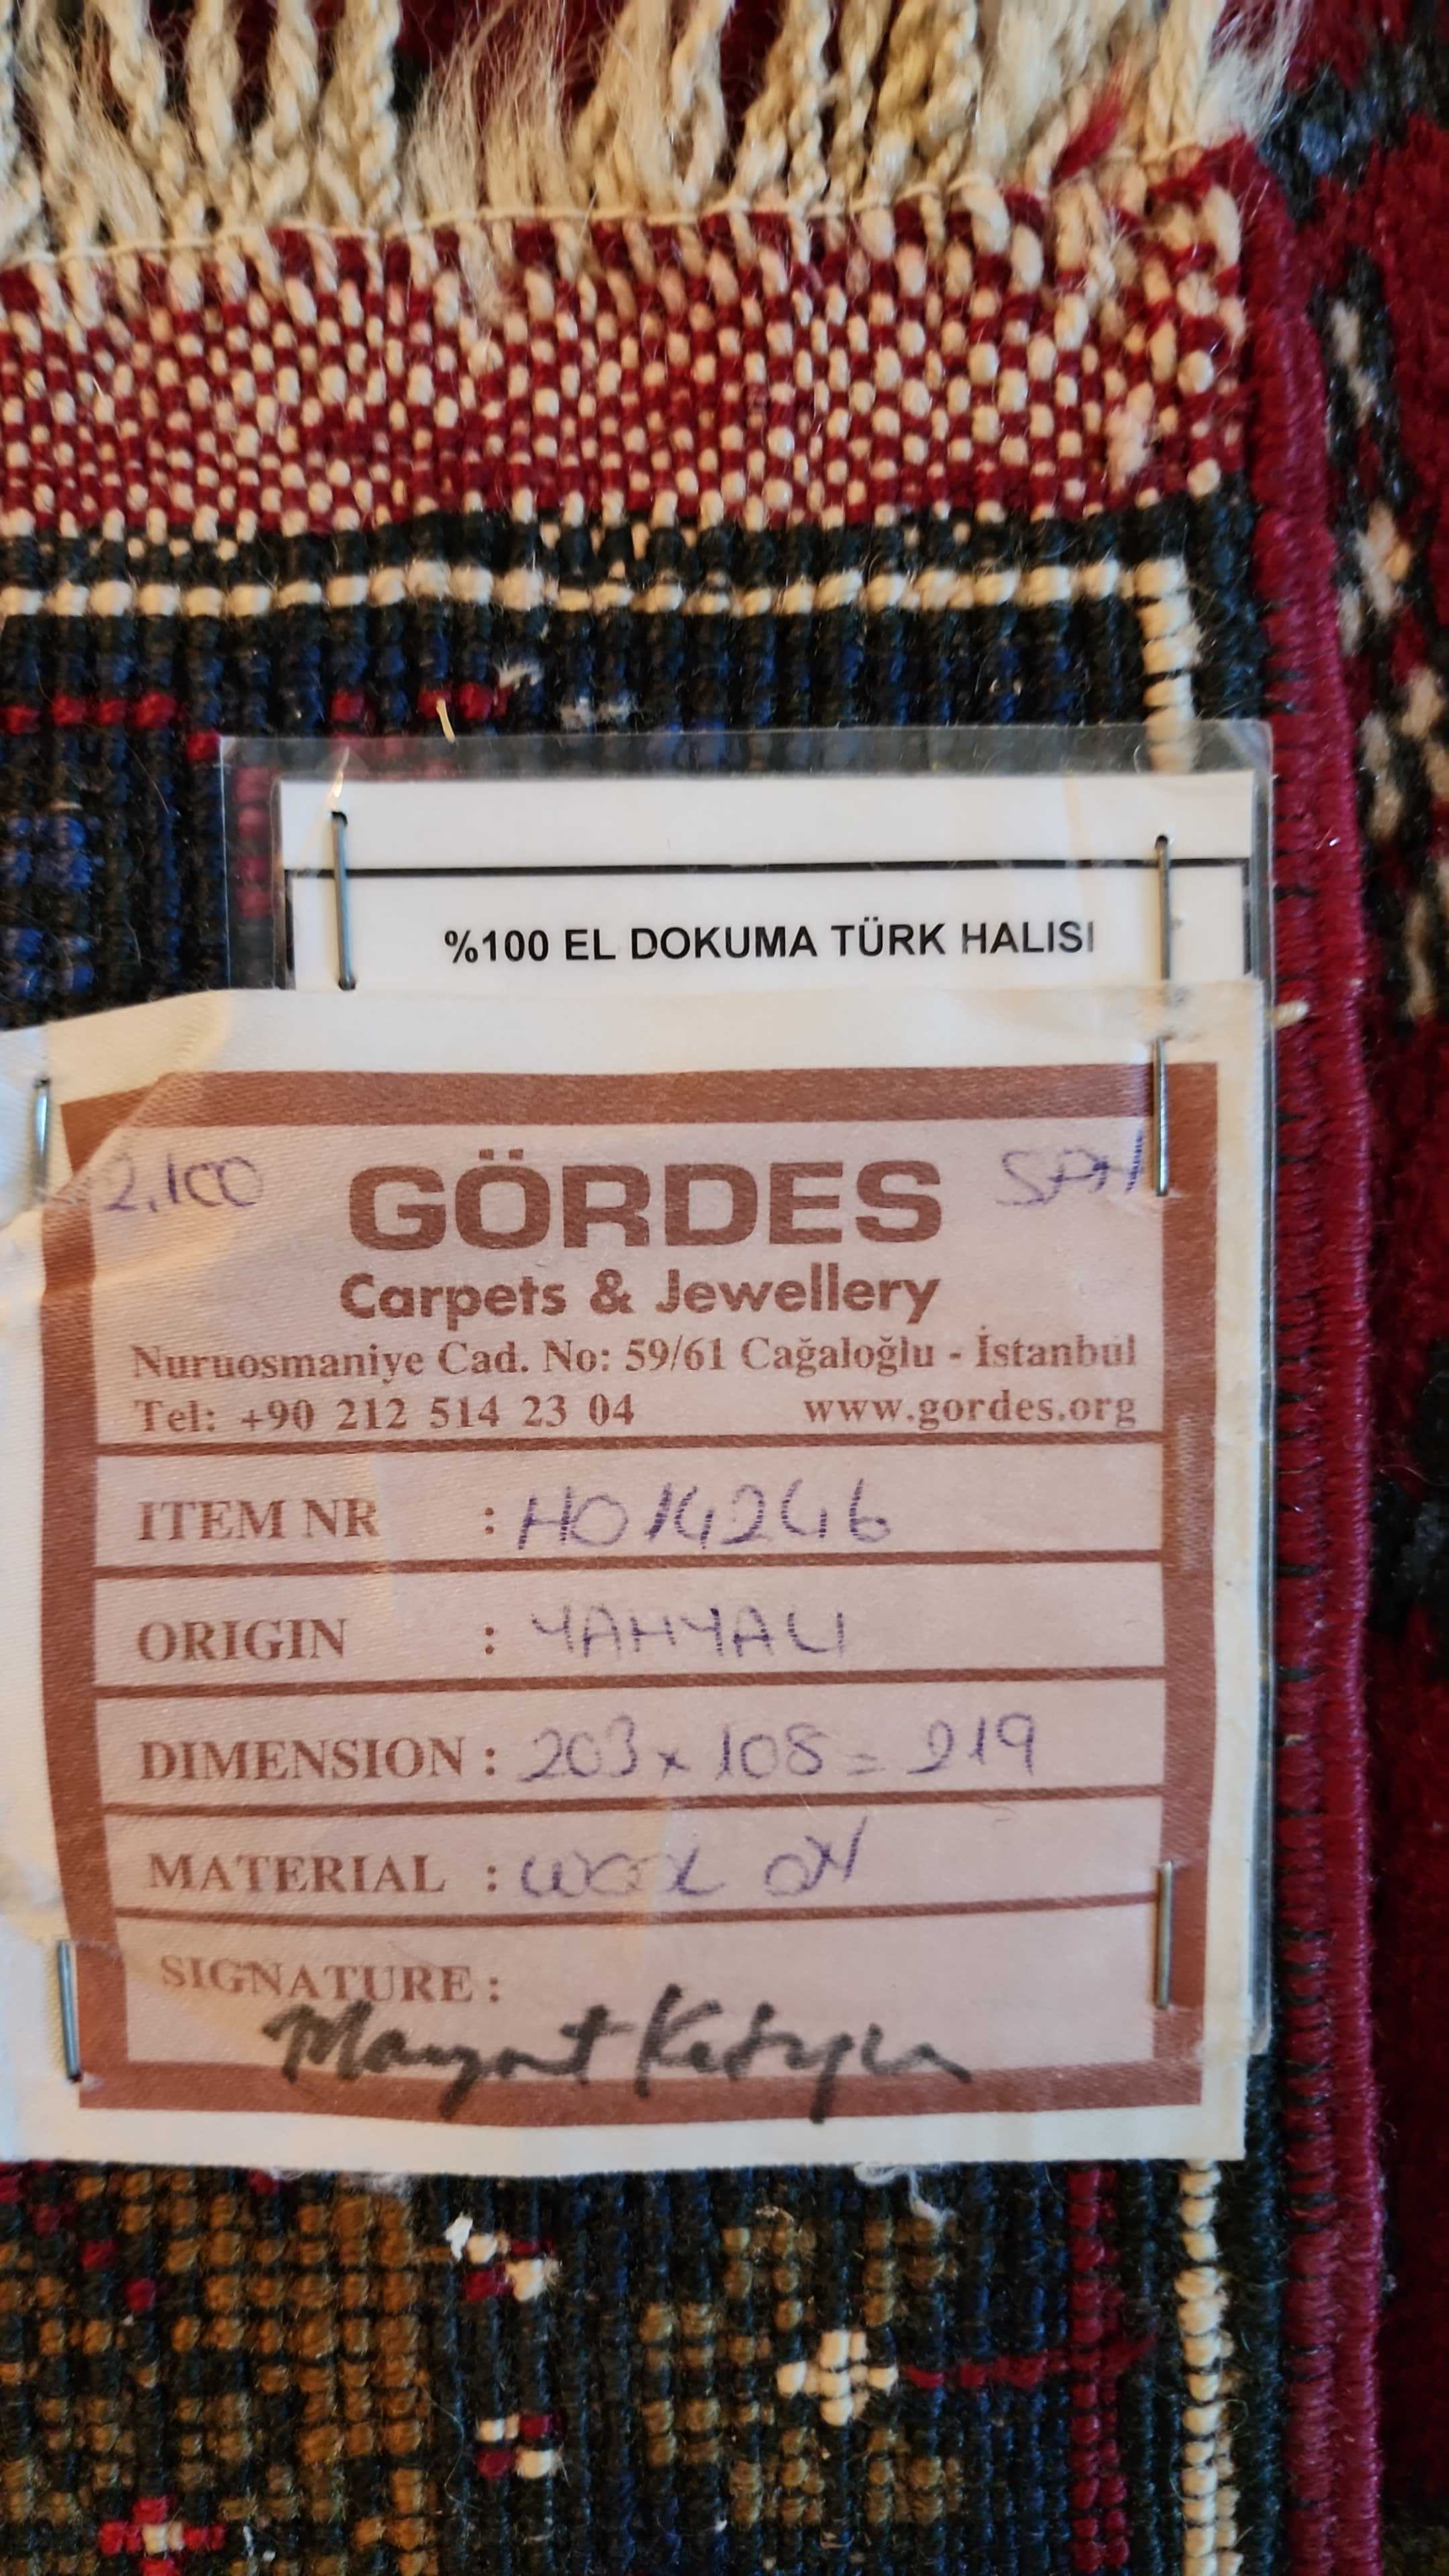 %100 EL DOKUMA TÜRK HALISI
2.100
GÖRDES
Carpets & Jewellery
Nuruosmaniye Cad. No: 59/61 Cağaloğlu - İstanbul
Tel: +90 212 514 23 04 www.gordes.org
ITEM NR : HO14246
ORIGIN : YAHYALI
DIMENSION : 203 x 108 = 219
MATERIAL : WOOL ON
SIGNATURE :